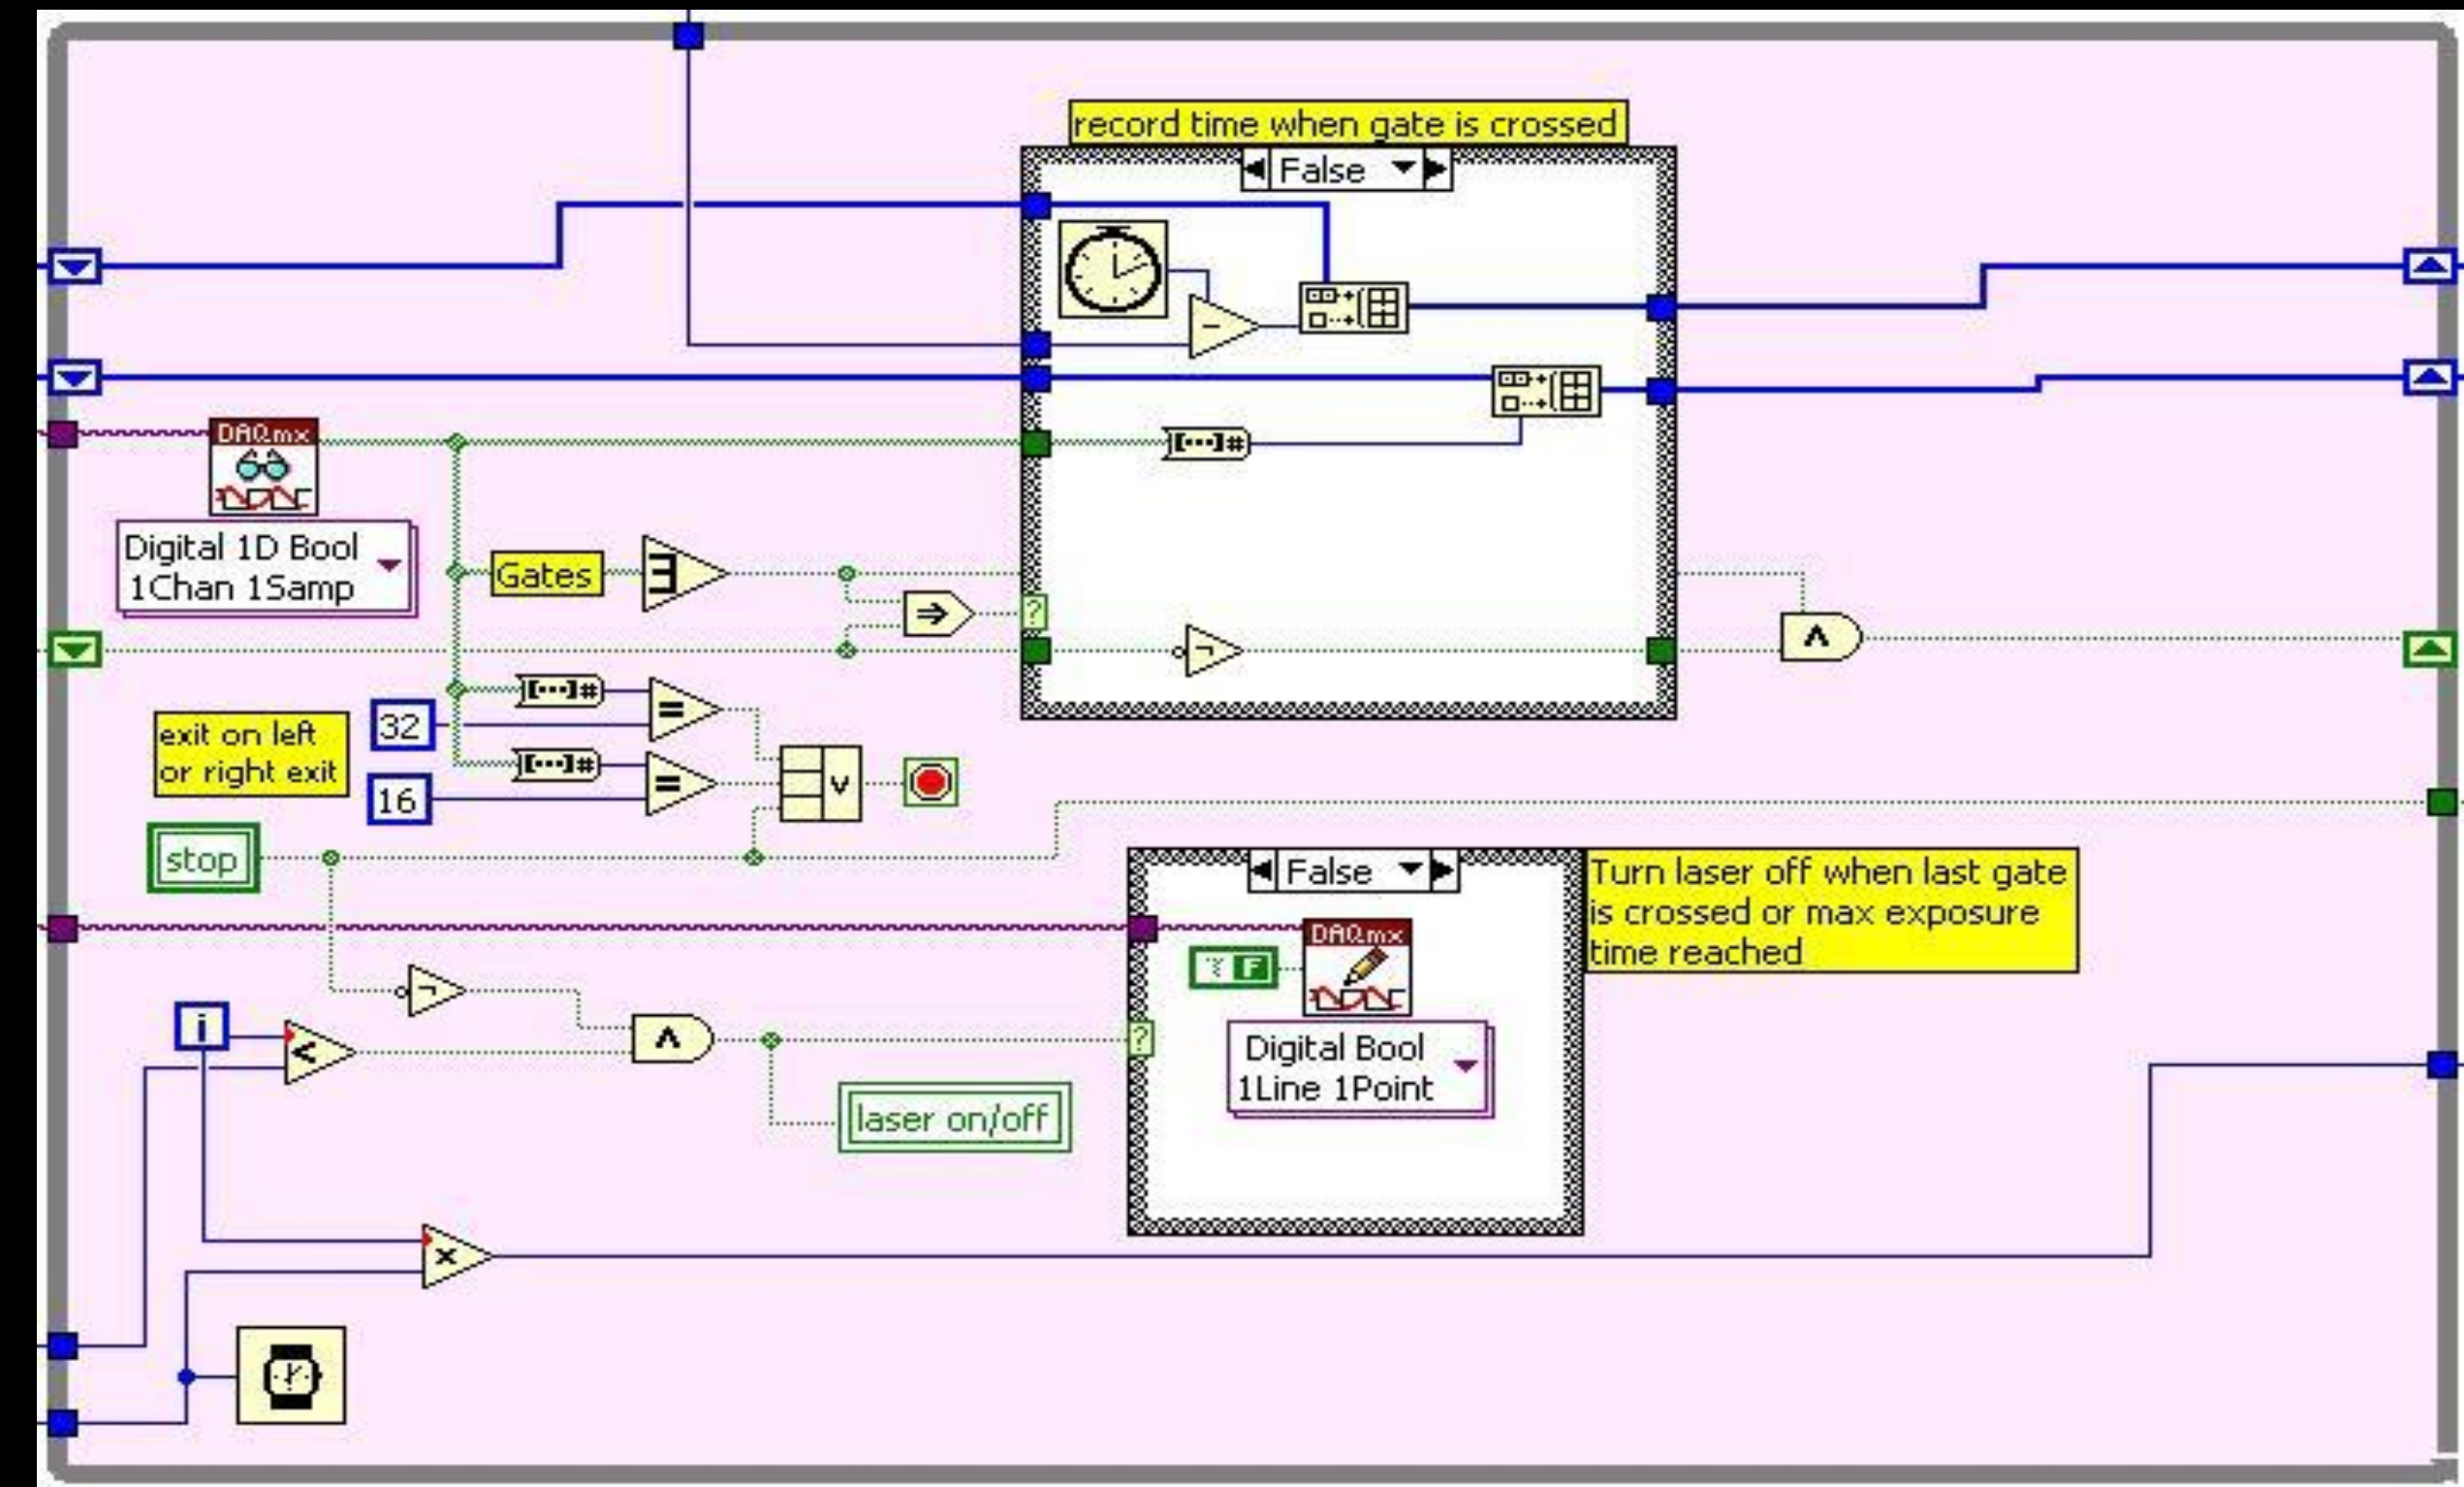 record time when gate is crossed
False
DAQmx
Digital 1D Bool
1Chan 1Samp
Gates
?
exit on left
or right exit
32
16
stop
False
Turn laser off when last gate
is crossed or max exposure
time reached
DAQmx
F
i
?
Digital Bool
1Line 1Point
laser on/off